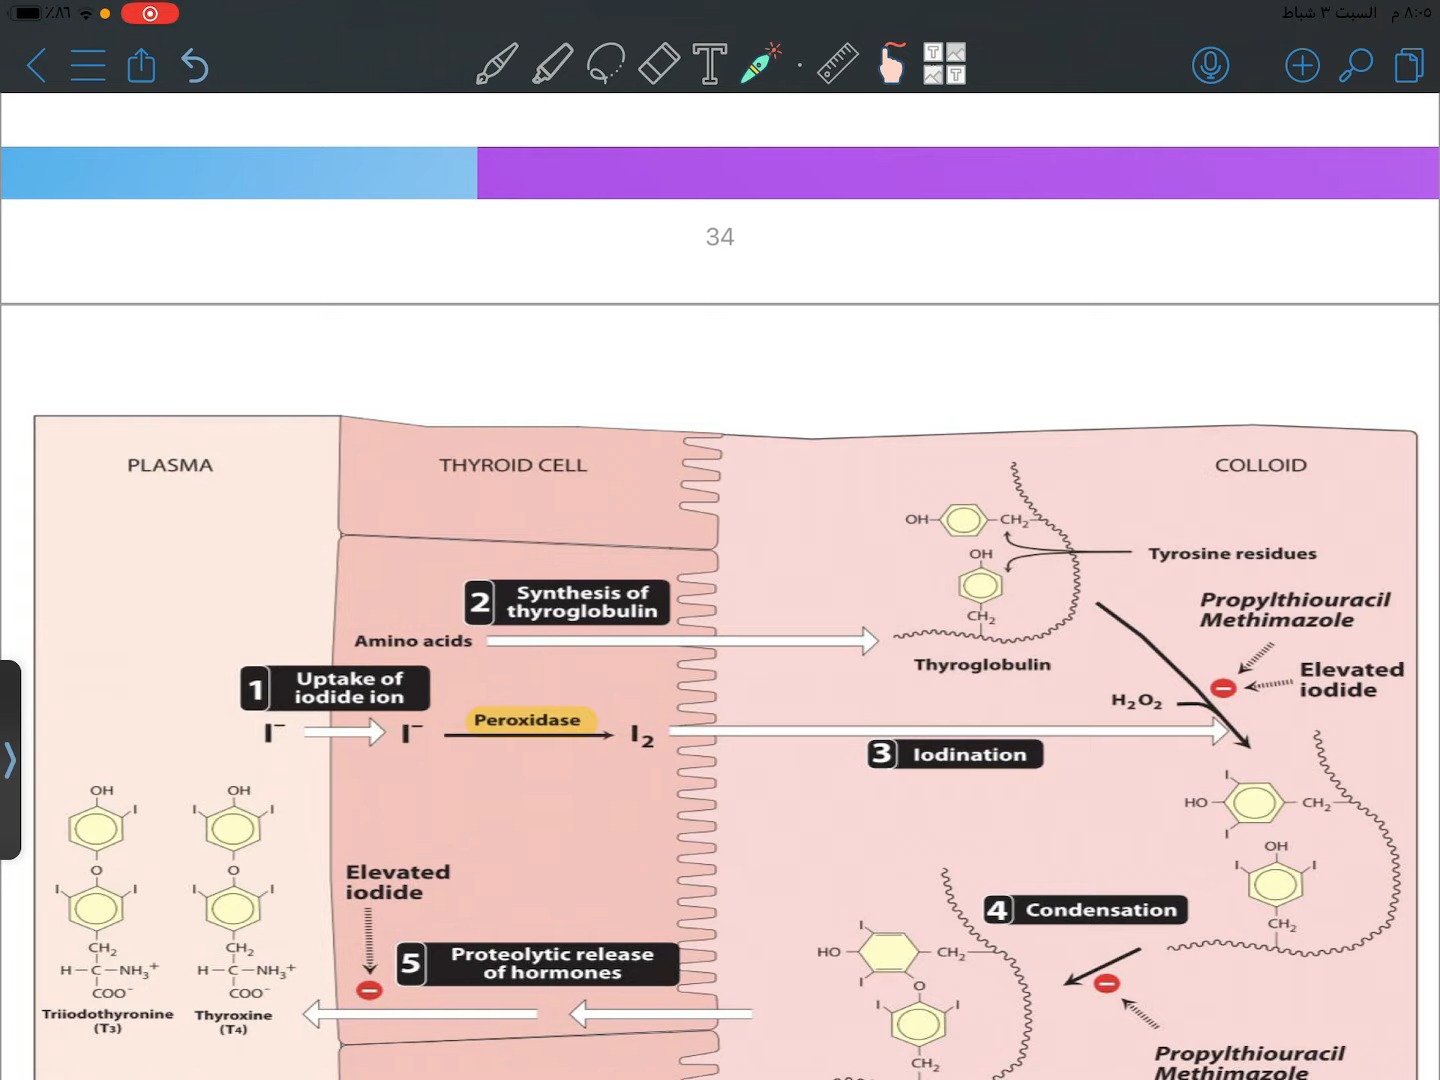 ٪٨٦
٨:٠٥ م السبت ٣ شباط
34
PLASMA
THYROID CELL
COLLOID
OH
CH₂
OH
CH₂
Tyrosine residues
2 Synthesis of
thyroglobulin
Amino acids
Thyroglobulin
Propylthiouracil
Methimazole
Elevated
iodide
H₂O₂
1 Uptake of
iodide ion
I⁻
I⁻
Peroxidase
I₂
3 Iodination
I
HO
CH₂
I
OH
I
I
CH₂
OH
I
O
I
I
CH₂
H–C–NH₃⁺
COO⁻
Triiodothyronine
(T₃)
OH
I
I
O
I
I
CH₂
H–C–NH₃⁺
COO⁻
Thyroxine
(T₄)
Elevated
iodide
5 Proteolytic release
of hormones
4 Condensation
I
HO
CH₂
I
O
I
I
CH₂
Propylthiouracil
Methimazole